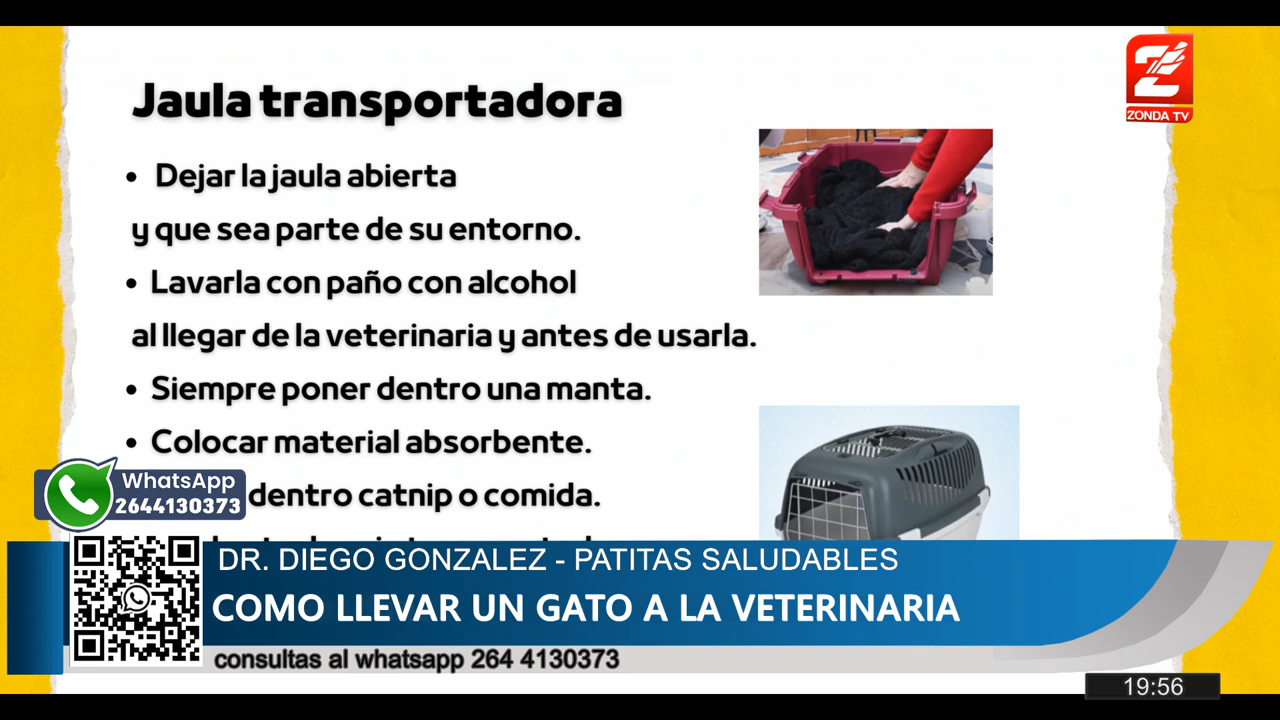 Jaula transportadora
ZONDA TV
• Dejar la jaula abierta
y que sea parte de su entorno.
• Lavarla con paño con alcohol
al llegar de la veterinaria y antes de usarla.
• Siempre poner dentro una manta.
• Colocar material absorbente.
dentro catnip o comida.
WhatsApp
2644130373
DR. DIEGO GONZALEZ - PATITAS SALUDABLES
COMO LLEVAR UN GATO A LA VETERINARIA
consultas al whatsapp 264 4130373
19:56